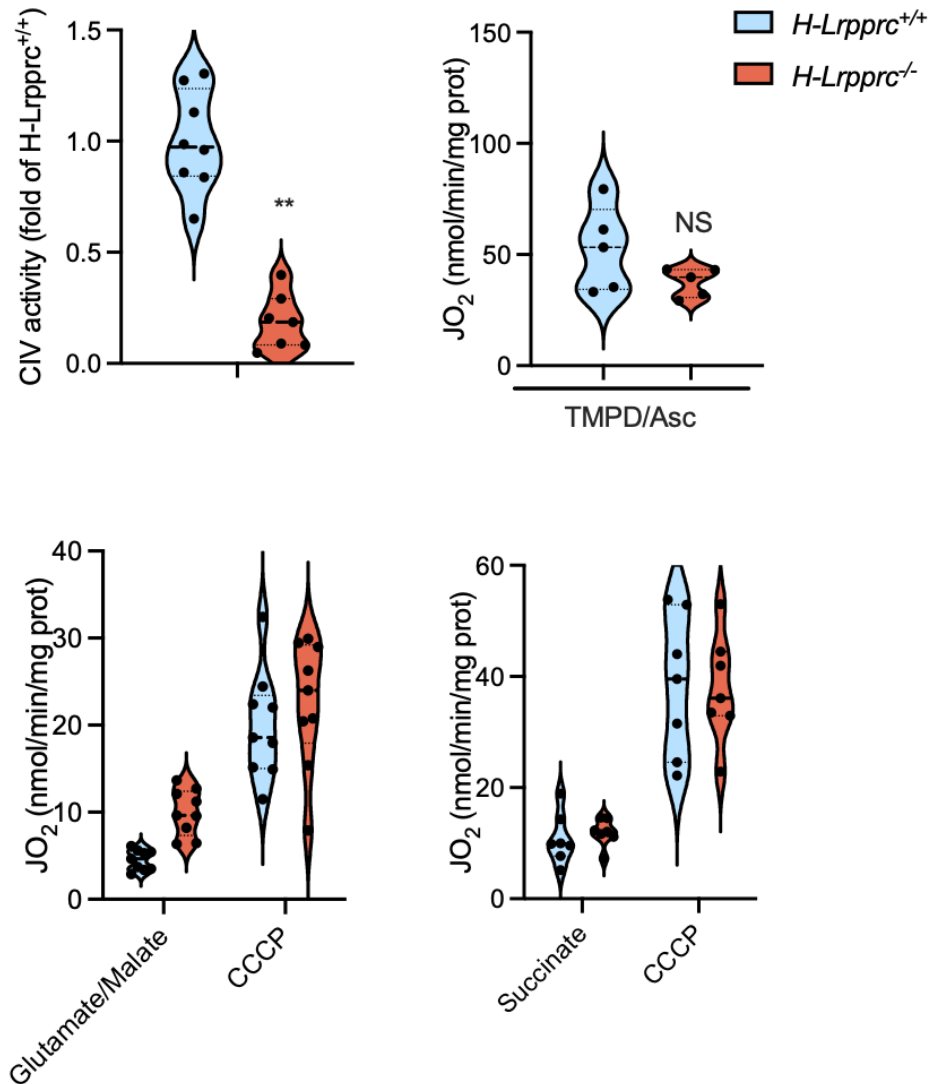 H-Lrpprc+/+
H-Lrpprc-/-
CIV activity (fold of H-Lrpprc+/+)
1.5
1.0
0.5
0.0
**
JO2 (nmol/min/mg prot)
150
100
50
0
NS
TMPD/Asc
JO2 (nmol/min/mg prot)
40
30
20
10
0
Glutamate/Malate
CCCP
JO2 (nmol/min/mg prot)
60
40
20
0
Succinate
CCCP